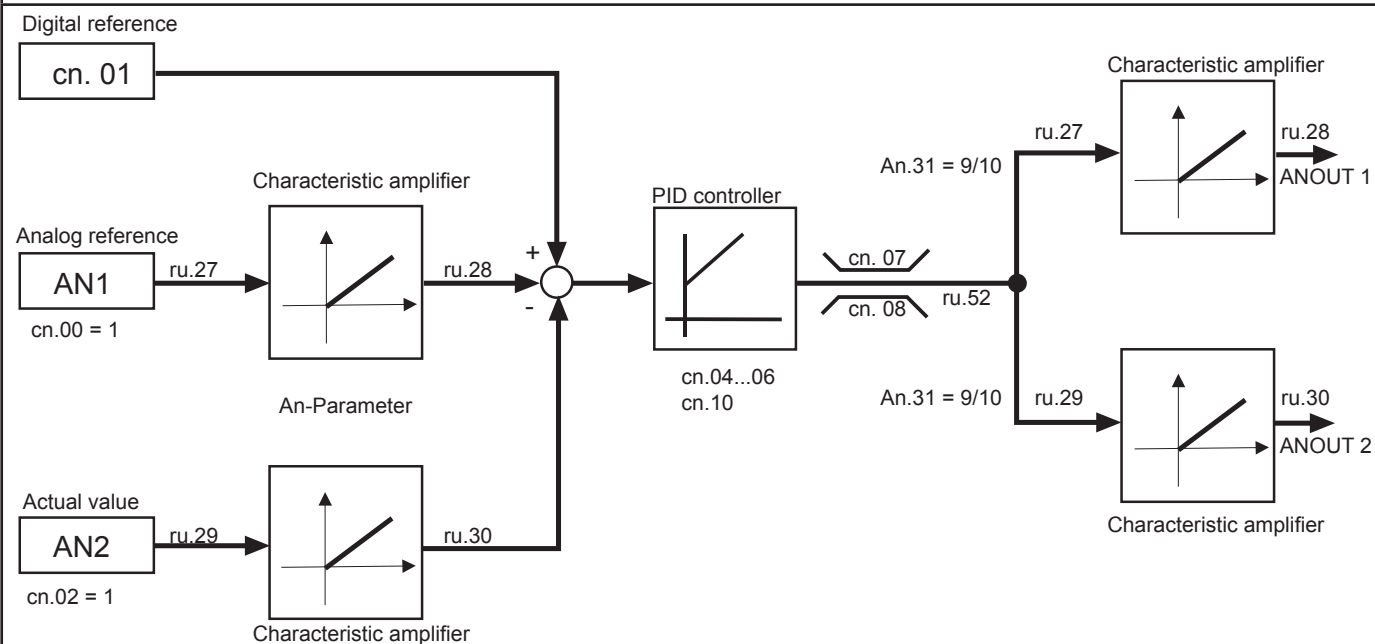 Digital reference
cn. 01
Characteristic amplifier
ru.27
ru.28
An.31 = 9/10
ANOUT 1
Characteristic amplifier
PID controller
Analog reference
+
cn. 07
AN1
ru.27
ru.28
-
cn. 08
ru.52
cn.00 = 1
cn.04...06
cn.10
An.31 = 9/10
ru.29
ru.30
An-Parameter
ANOUT 2
Actual value
Characteristic amplifier
AN2
ru.29
ru.30
cn.02 = 1
Characteristic amplifier